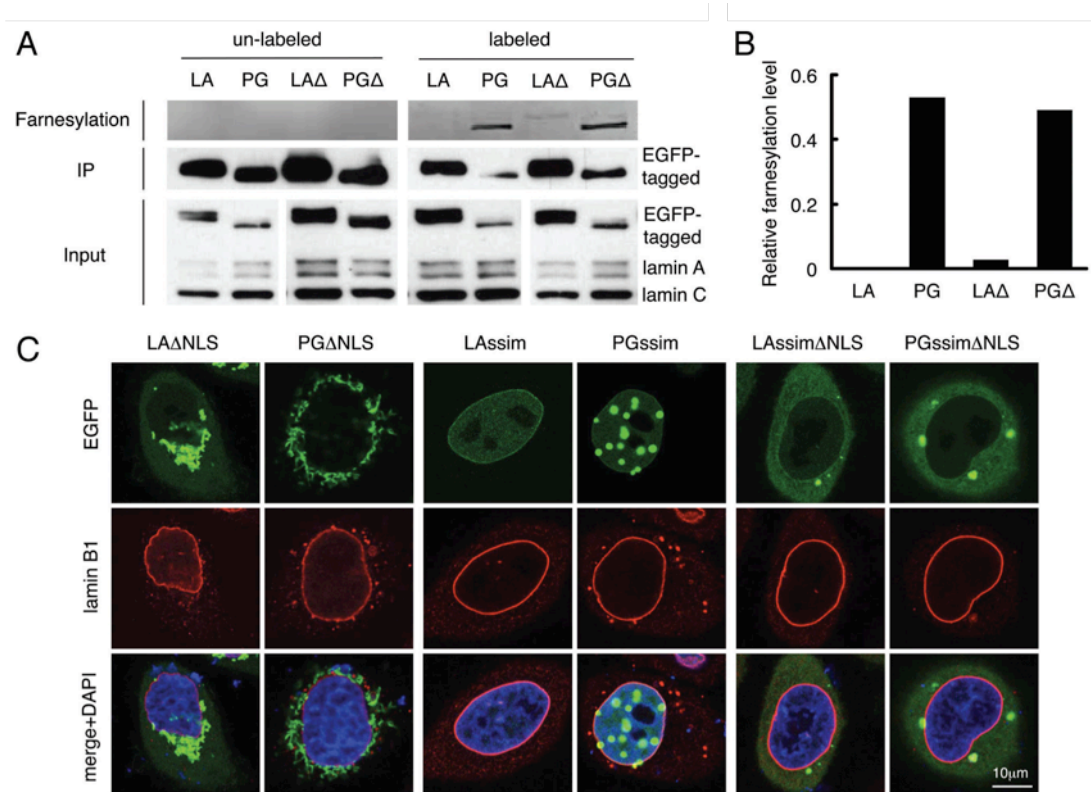 A
un-labeled
labeled
LA PG LAΔ PGΔ
LA PG LAΔ PGΔ
Farnesylation
IP
EGFP-
tagged
Input
EGFP-
tagged
lamin A
lamin C
B
Relative farnesylation level
0.6
0.4
0.2
0
LA PG LAΔ PGΔ
C
LAΔNLS PGΔNLS LAssim PGssim LAssimΔNLS PGssimΔNLS
EGFP
lamin B1
merge+DAPI
10μm